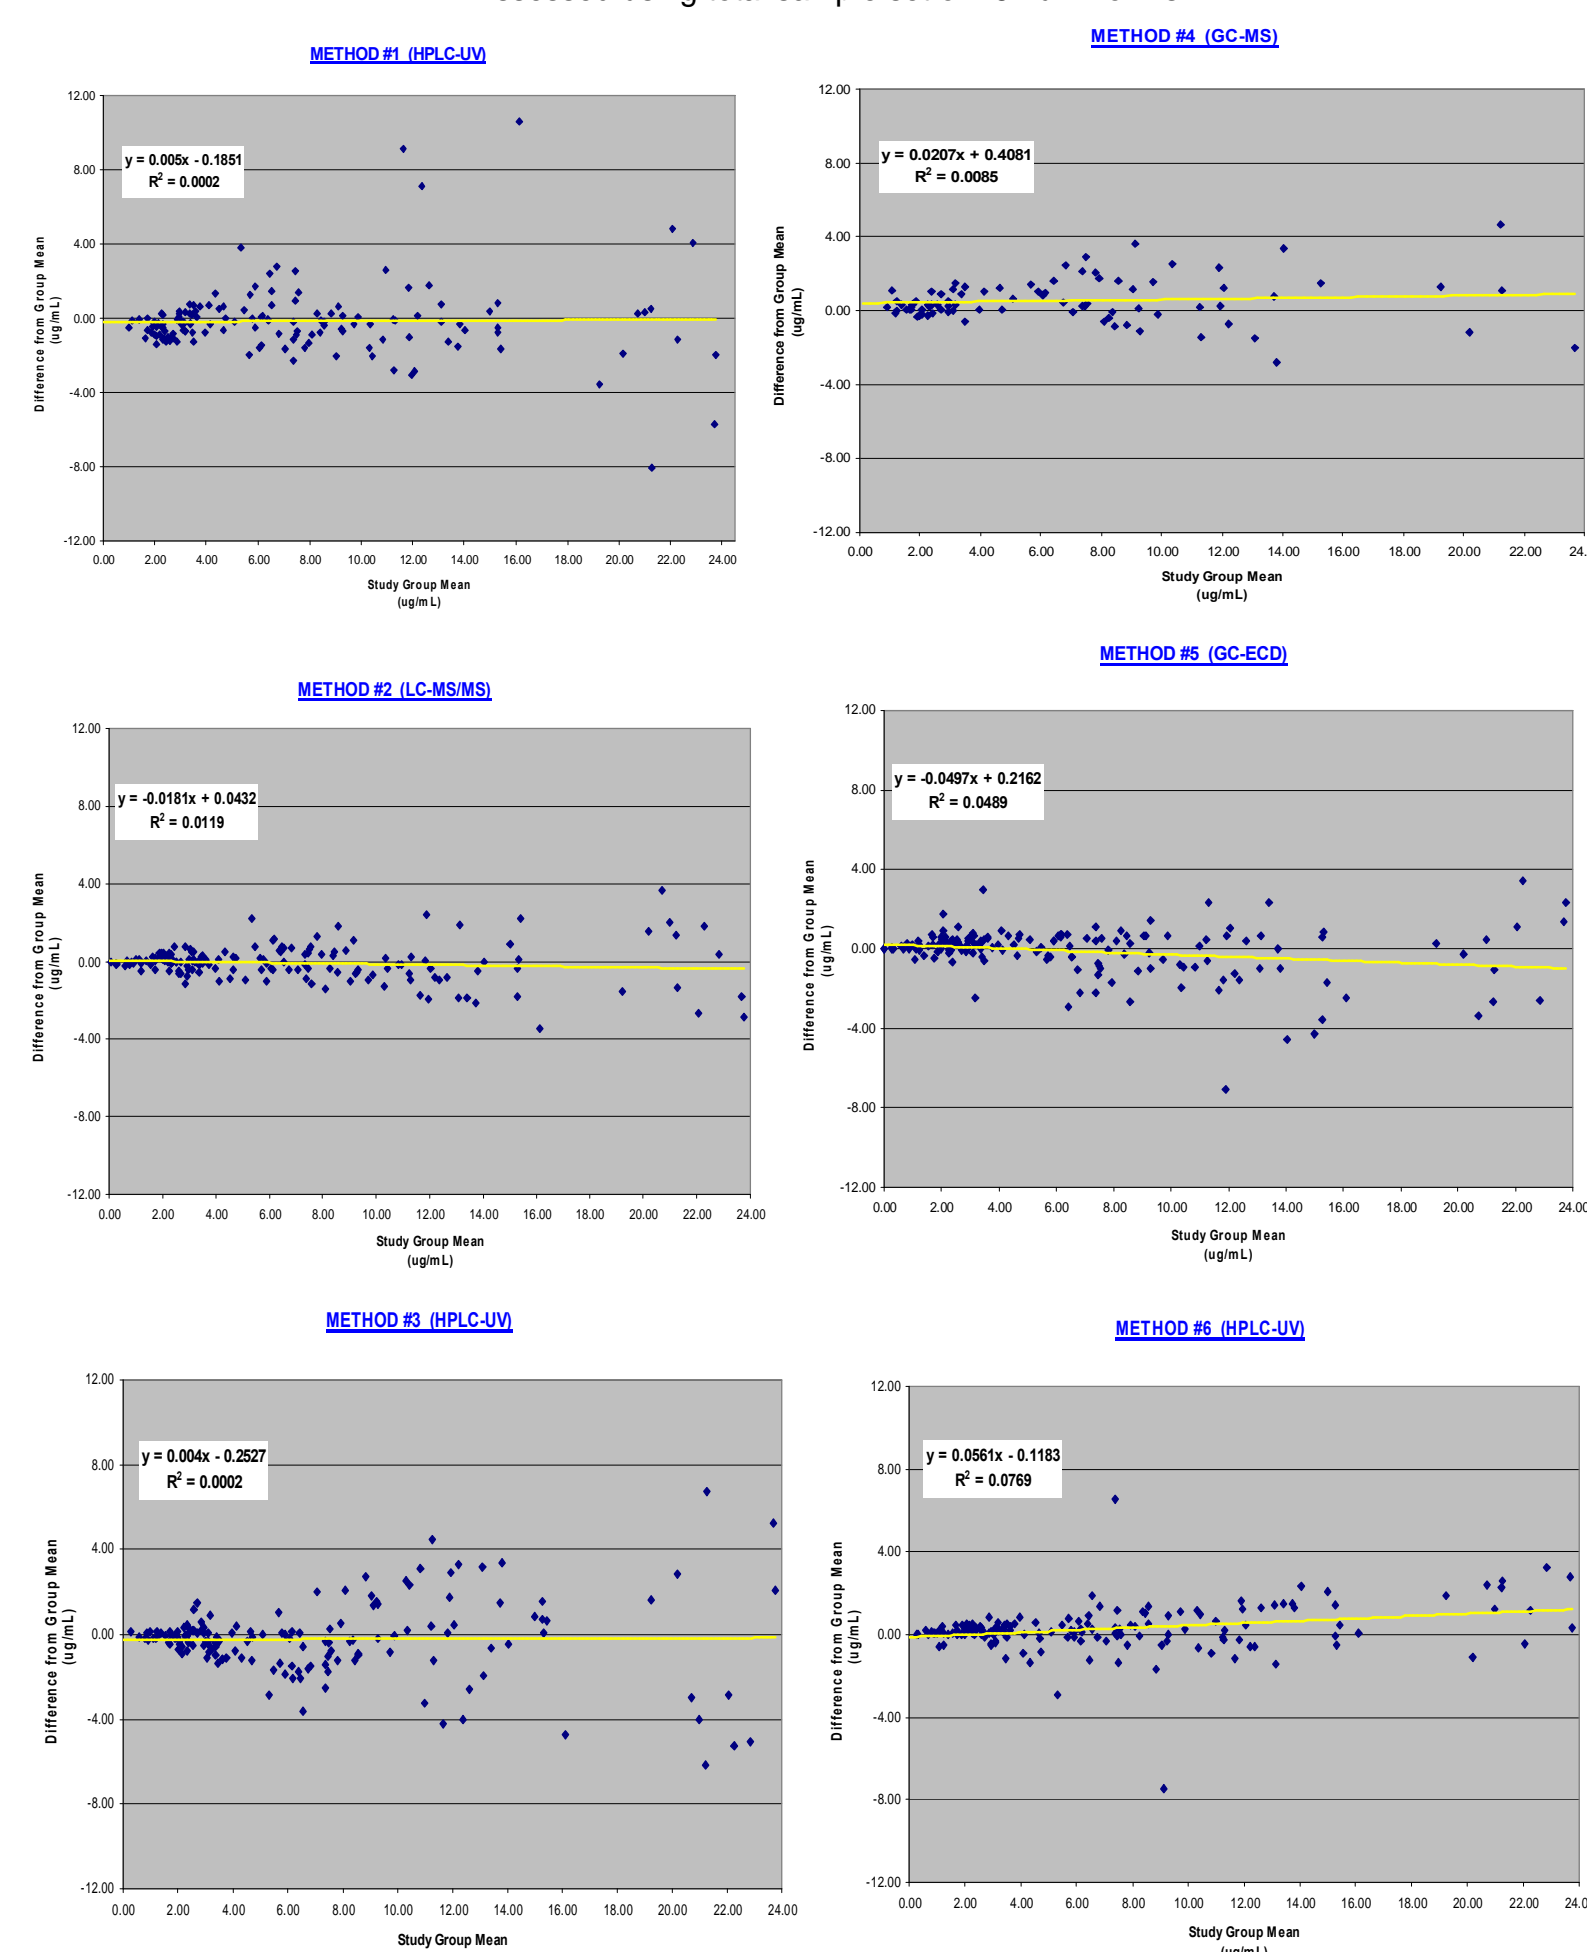 using total sample set
METHOD #1 (HPLC-UV)
12.00
8.00
4.00
0.00
-4.00
-8.00
-12.00
y = 0.005x - 0.1851
R² = 0.0002
Difference from Group Mean
(ug/mL)
0.00 2.00 4.00 6.00 8.00 10.00 12.00 14.00 16.00 18.00 20.00 22.00 24.00
Study Group Mean
(ug/mL)
METHOD #4 (GC-MS)
12.00
8.00
4.00
0.00
-4.00
-8.00
-12.00
y = 0.0207x + 0.4081
R² = 0.0085
Difference from Group Mean
(ug/mL)
0.00 2.00 4.00 6.00 8.00 10.00 12.00 14.00 16.00 18.00 20.00 22.00 24.
Study Group Mean
(ug/mL)
METHOD #2 (LC-MS/MS)
12.00
8.00
4.00
0.00
-4.00
-8.00
-12.00
y = -0.0181x + 0.0432
R² = 0.0119
Difference from Group Mean
(ug/mL)
0.00 2.00 4.00 6.00 8.00 10.00 12.00 14.00 16.00 18.00 20.00 22.00 24.00
Study Group Mean
(ug/mL)
METHOD #5 (GC-ECD)
12.00
8.00
4.00
0.00
-4.00
-8.00
-12.00
y = -0.0497x + 0.2162
R² = 0.0489
Difference from Group Mean
(ug/mL)
0.00 2.00 4.00 6.00 8.00 10.00 12.00 14.00 16.00 18.00 20.00 22.00 24.00
Study Group Mean
(ug/mL)
METHOD #3 (HPLC-UV)
12.00
8.00
4.00
0.00
-4.00
-8.00
-12.00
y = 0.004x - 0.2527
R² = 0.0002
Difference from Group Mean
(ug/mL)
0.00 2.00 4.00 6.00 8.00 10.00 12.00 14.00 16.00 18.00 20.00 22.00 24.00
Study Group Mean
METHOD #6 (HPLC-UV)
12.00
8.00
4.00
0.00
-4.00
-8.00
-12.00
y = 0.0561x - 0.1183
R² = 0.0769
Difference from Group Mean
(ug/mL)
0.00 2.00 4.00 6.00 8.00 10.00 12.00 14.00 16.00 18.00 20.00 22.00 24.00
Study Group Mean
(ug/mL)